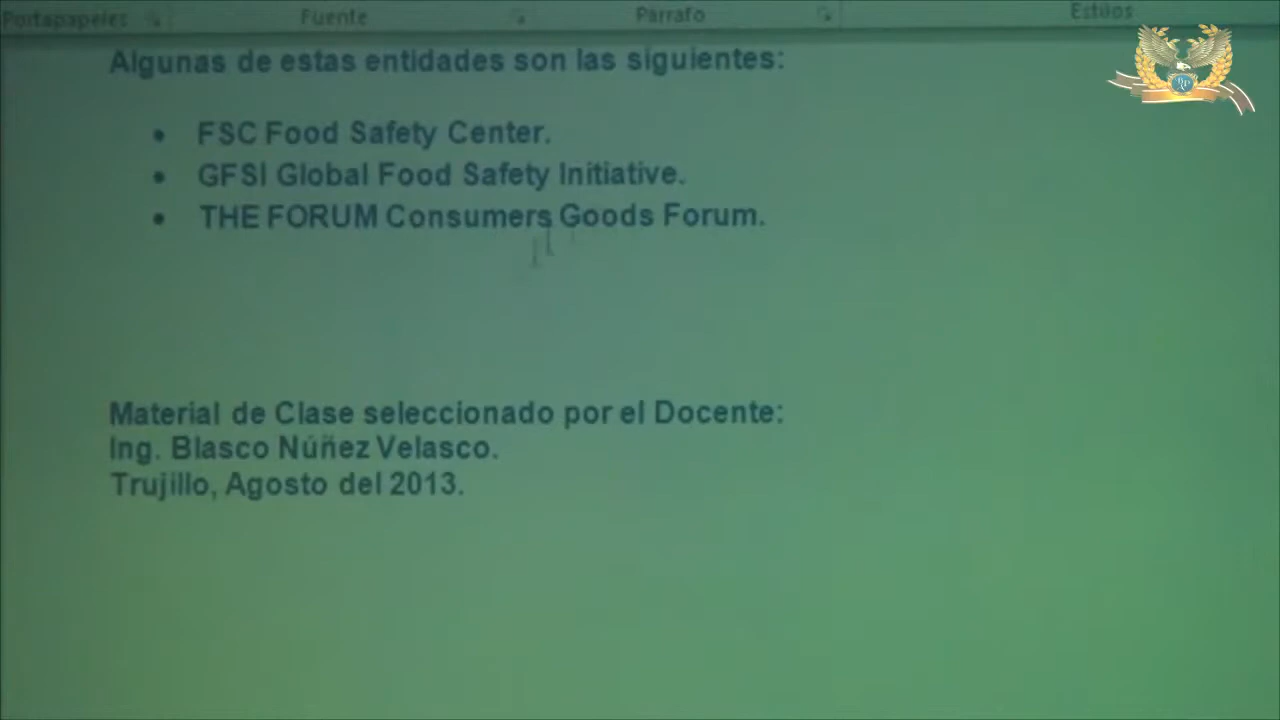 Portapapeles Fuente Párrafo Estilos
Algunas de estas entidades son las siguientes:
• FSC Food Safety Center.
• GFSI Global Food Safety Initiative.
• THE FORUM Consumers Goods Forum.
Material de Clase seleccionado por el Docente:
Ing. Blasco Núñez Velasco.
Trujillo, Agosto del 2013.